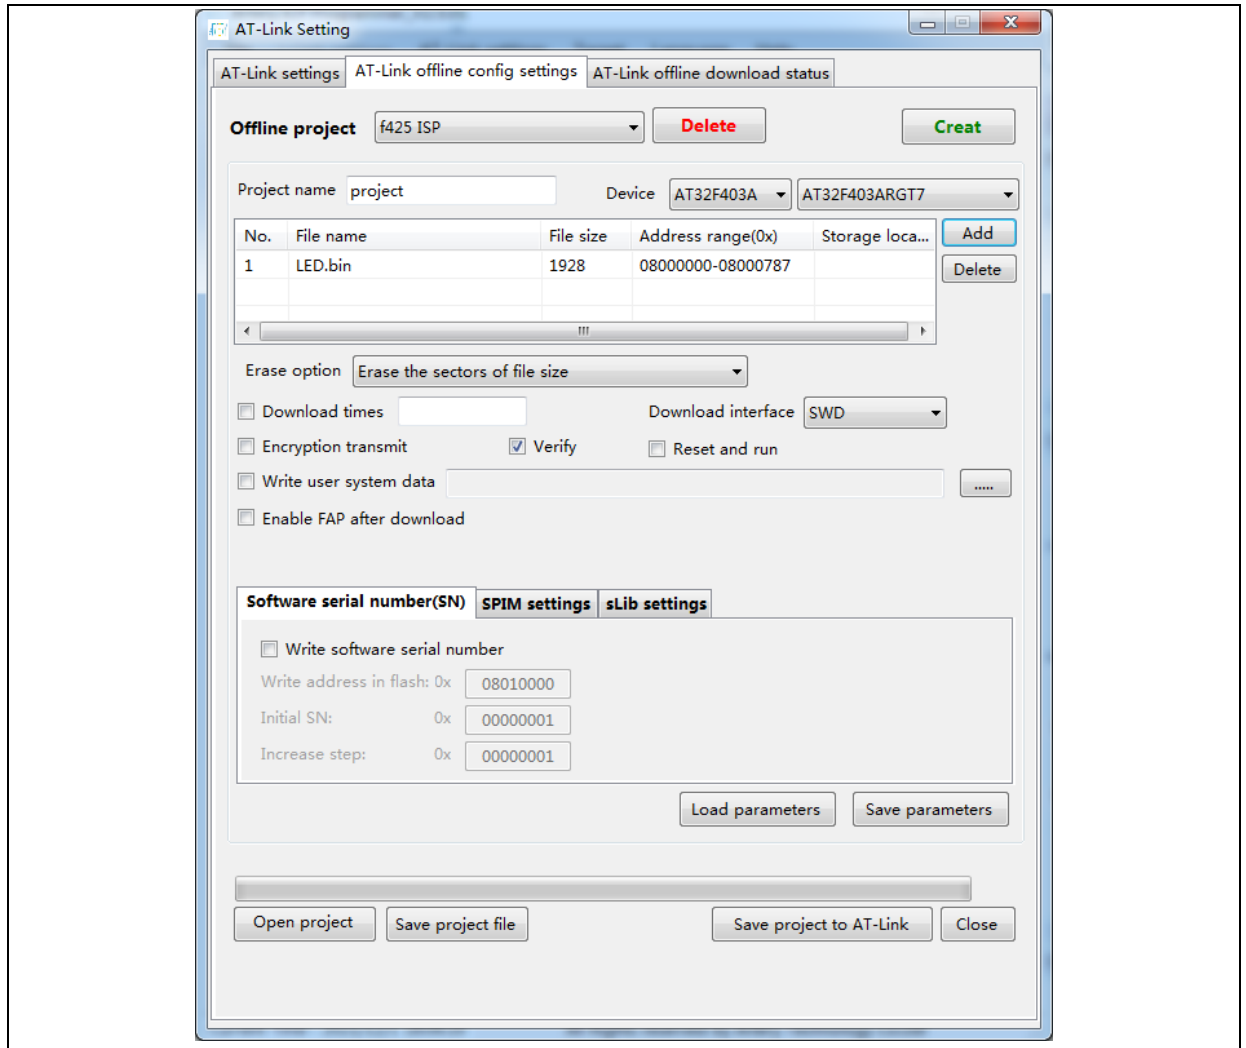 AT-Link Setting
AT-Link settings AT-Link offline config settings AT-Link offline download status
Offline project f425 ISP Delete Creat
Project name project Device AT32F403A AT32F403ARGT7
No. File name File size Address range(0x) Storage loca... Add
1 LED.bin 1928 08000000-08000787 Delete
Erase option Erase the sectors of file size
Download times Download interface SWD
Encryption transmit Verify Reset and run
Write user system data .....
Enable FAP after download
Software serial number(SN) SPIM settings sLib settings
Write software serial number
Write address in flash: 0x 08010000
Initial SN: 0x 00000001
Increase step: 0x 00000001
Load parameters Save parameters
Open project Save project file Save project to AT-Link Close